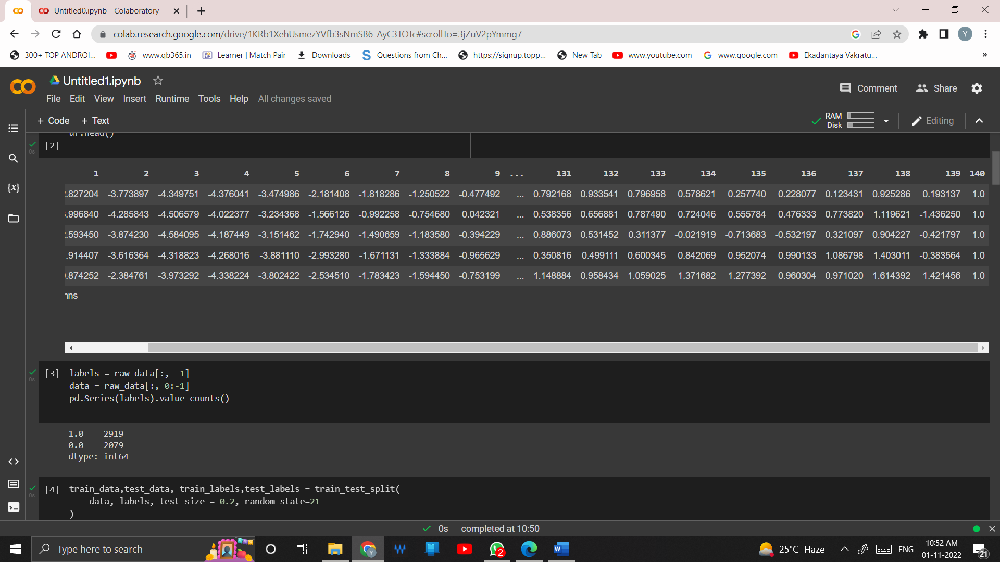 Untitled0.ipynb - Colaboratory
colab.research.google.com/drive/1KRb1XehUsmezYVfb3sNmSB6_AyC3TOTc#scrollTo=3jZuV2pYmmg7
Y
300+ TOP ANDROI... www.qb365.in Learner | Match Pair Downloads Questions from Ch... https://signup.topp... New Tab www.youtube.com www.google.com Ekadantaya Vakratu... »
Untitled1.ipynb
Comment Share
File Edit View Insert Runtime Tools Help All changes saved
+ Code + Text RAM Disk Editing
df.head()
[2]
0s
1 2 3 4 5 6 7 8 9 ... 131 132 133 134 135 136 137 138 139 140
.827204 -3.773897 -4.349751 -4.376041 -3.474986 -2.181408 -1.818286 -1.250522 -0.477492 ... 0.792168 0.933541 0.796958 0.578621 0.257740 0.228077 0.123431 0.925286 0.193137 1.0
.996840 -4.285843 -4.506579 -4.022377 -3.234368 -1.566126 -0.992258 -0.754680 0.042321 ... 0.538356 0.656881 0.787490 0.724046 0.555784 0.476333 0.773820 1.119621 -1.436250 1.0
.593450 -3.874230 -4.584095 -4.187449 -3.151462 -1.742940 -1.490659 -1.183580 -0.394229 ... 0.886073 0.531452 0.311377 -0.021919 -0.713683 -0.532197 0.321097 0.904227 -0.421797 1.0
.914407 -3.616364 -4.318823 -4.268016 -3.881110 -2.993280 -1.671131 -1.333884 -0.965629 ... 0.350816 0.499111 0.600345 0.842069 0.952074 0.990133 1.086798 1.403011 -0.383564 1.0
.874252 -2.384761 -3.973292 -4.338224 -3.802422 -2.534510 -1.783423 -1.594450 -0.753199 ... 1.148884 0.958434 1.059025 1.371682 1.277392 0.960304 0.971020 1.614392 1.421456 1.0
nns
[3] labels = raw_data[:, -1]
0s
data = raw_data[:, 0:-1]
pd.Series(labels).value_counts()
1.0 2919
0.0 2079
dtype: int64
[4] train_data,test_data, train_labels,test_labels = train_test_split(
0s
data, labels, test_size = 0.2, random_state=21
)
0s completed at 10:50
Type here to search
2
25°C Haze
ENG
10:52 AM
01-11-2022
21